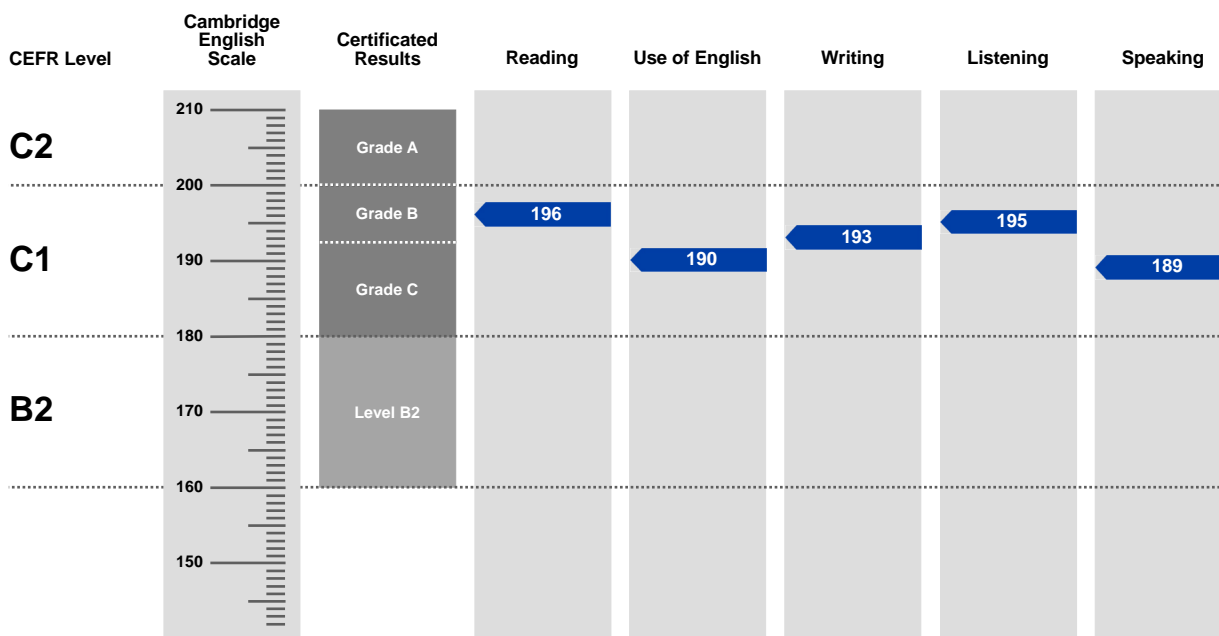 CEFR Level
Cambridge
English
Scale
Certificated
Results
Reading
Use of English
Writing
Listening
Speaking
C2
C1
B2
210
200
190
180
170
160
150
Grade A
Grade B
Grade C
Level B2
196
190
193
195
189